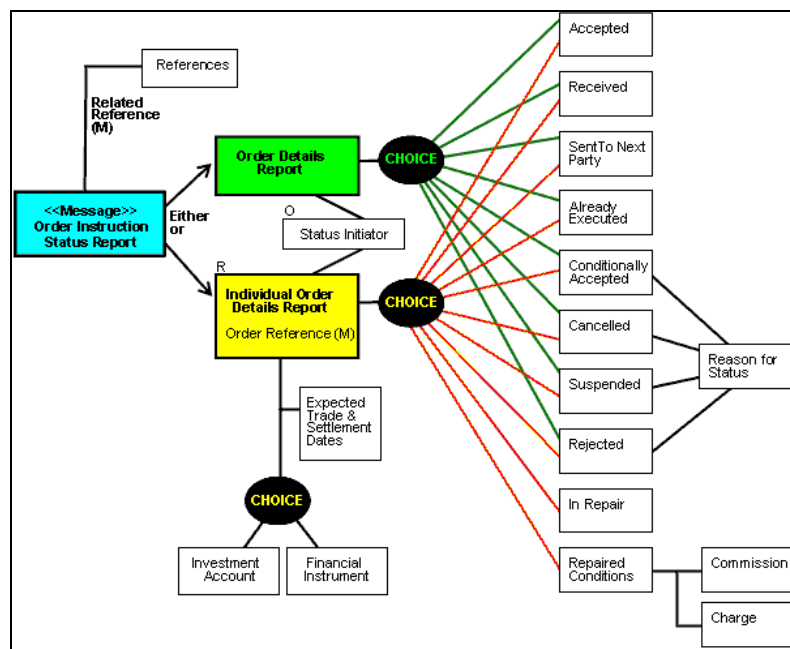 References
Related
Reference
(M)
<<Message>>
Order Instruction
Status Report
Either
or
Order Details
Report
CHOICE
O
Status Initiator
R
Individual Order
Details Report
Order Reference (M)
CHOICE
Expected
Trade &
Settlement
Dates
CHOICE
Investment
Account
Financial
Instrument
Accepted
Received
SentTo Next
Party
Already
Executed
Conditionally
Accepted
Cancelled
Suspended
Rejected
In Repair
Repaired
Conditions
Reason for
Status
Commission
Charge